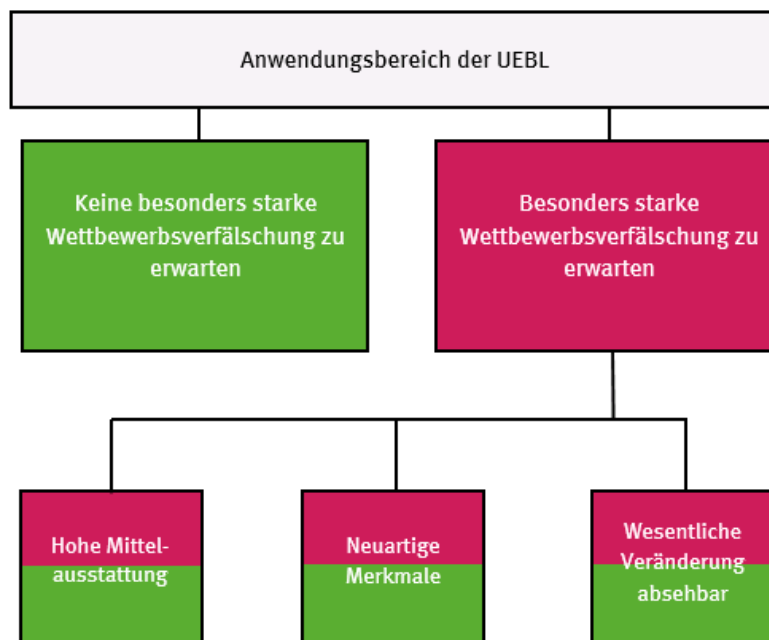 Anwendungsbereich der UEBL
Keine besonders starke
Wettbewerbsverfälschung zu
erwarten
Besonders starke
Wettbewerbsverfälschung zu
erwarten
Hohe Mittel-
ausstattung
Neuartige
Merkmale
Wesentliche
Veränderung
absehbar